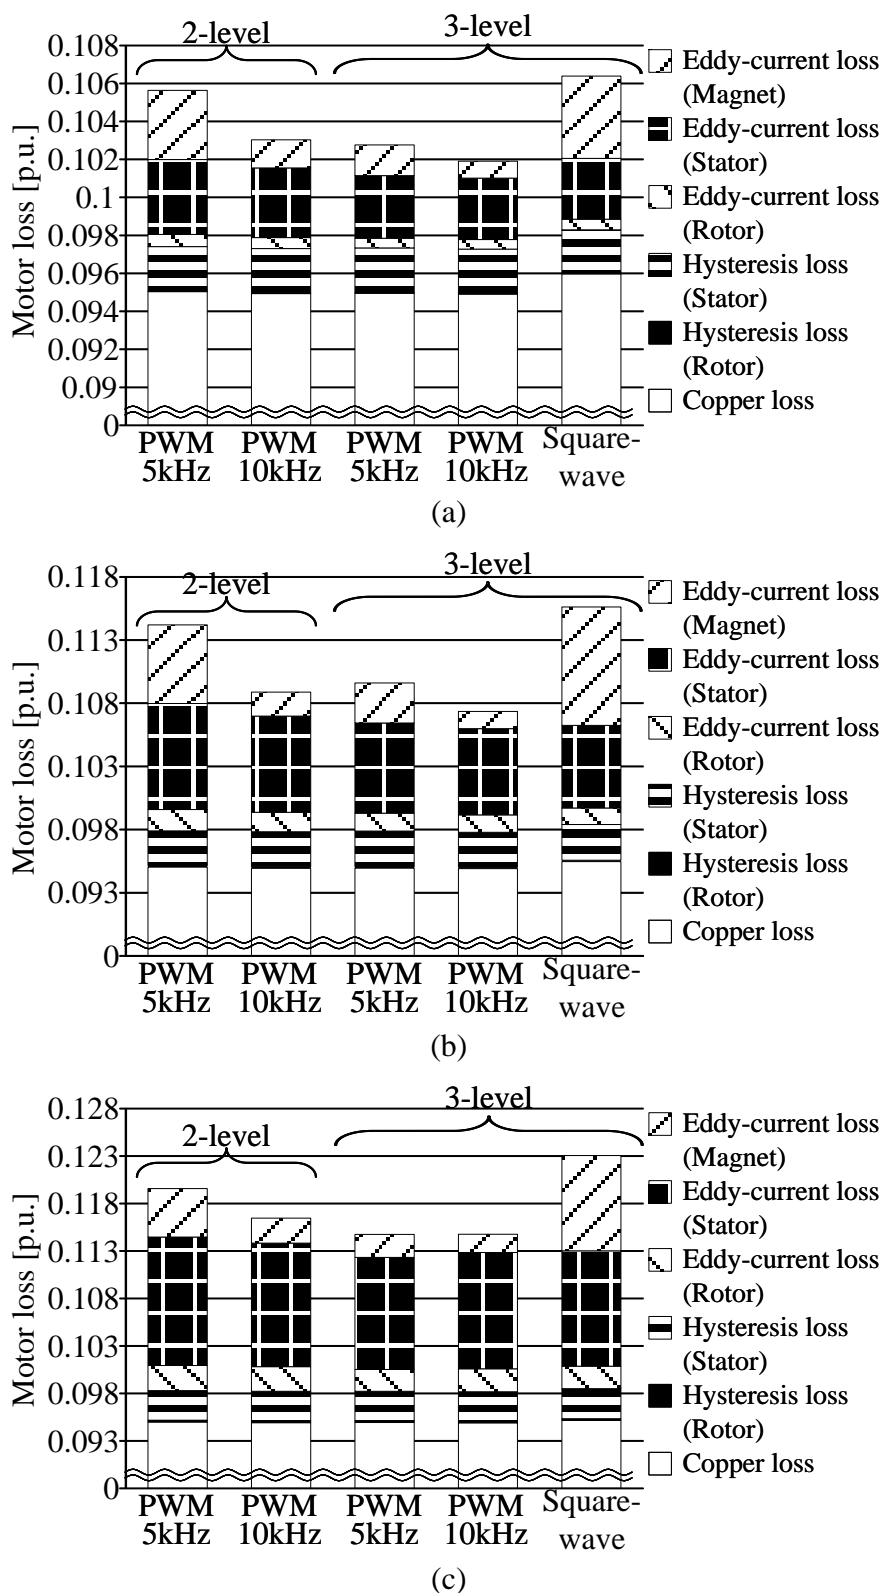 2-level
3-level
Motor loss [p.u.]
0.108
0.106
0.104
0.102
0.1
0.098
0.096
0.094
0.092
0.09
0
PWM
5kHz
PWM
10kHz
PWM
5kHz
PWM
10kHz
Square-
wave
Eddy-current loss
(Magnet)
Eddy-current loss
(Stator)
Eddy-current loss
(Rotor)
Hysteresis loss
(Stator)
Hysteresis loss
(Rotor)
Copper loss
(a)
2-level
3-level
Motor loss [p.u.]
0.118
0.113
0.108
0.103
0.098
0.093
0
PWM
5kHz
PWM
10kHz
PWM
5kHz
PWM
10kHz
Square-
wave
Eddy-current loss
(Magnet)
Eddy-current loss
(Stator)
Eddy-current loss
(Rotor)
Hysteresis loss
(Stator)
Hysteresis loss
(Rotor)
Copper loss
(b)
2-level
3-level
Motor loss [p.u.]
0.128
0.123
0.118
0.113
0.108
0.103
0.098
0.093
0
PWM
5kHz
PWM
10kHz
PWM
5kHz
PWM
10kHz
Square-
wave
Eddy-current loss
(Magnet)
Eddy-current loss
(Stator)
Eddy-current loss
(Rotor)
Hysteresis loss
(Stator)
Hysteresis loss
(Rotor)
Copper loss
(c)